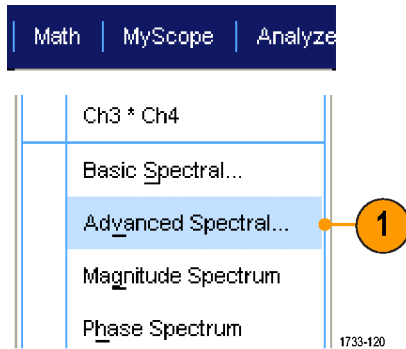 Math | MyScope | Analyze
Ch3 * Ch4
Basic Spectral...
Advanced Spectral...
1
Magnitude Spectrum
Phase Spectrum
1733-120